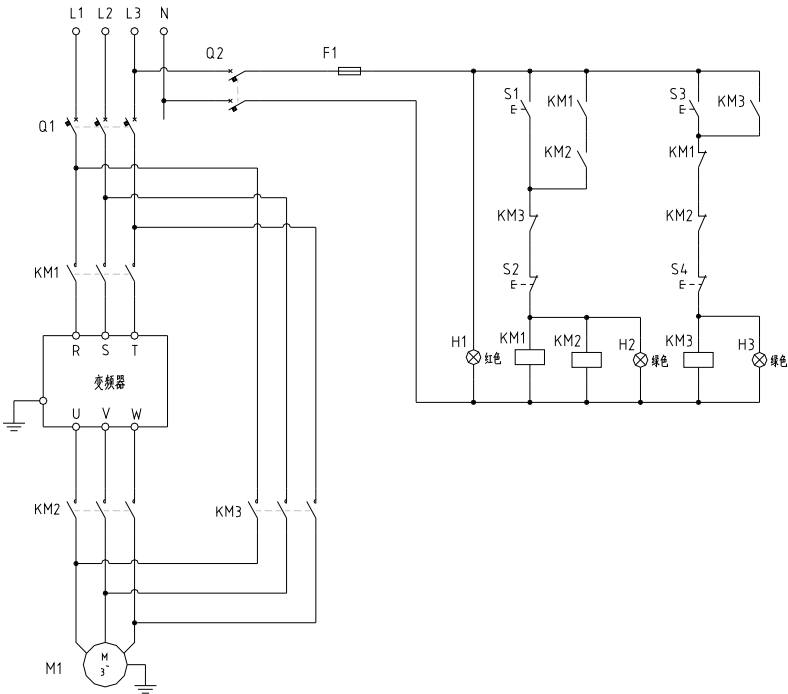 L1 L2 L3 N
Q2
F1
Q1
S1
KM1
S3
KM3
KM2
KM1
KM3
KM2
KM1
S2
S4
R S T
变频器
U V W
H1
红色
KM1
KM2
H2
绿色
KM3
H3
绿色
KM2
KM3
M1
M
3~